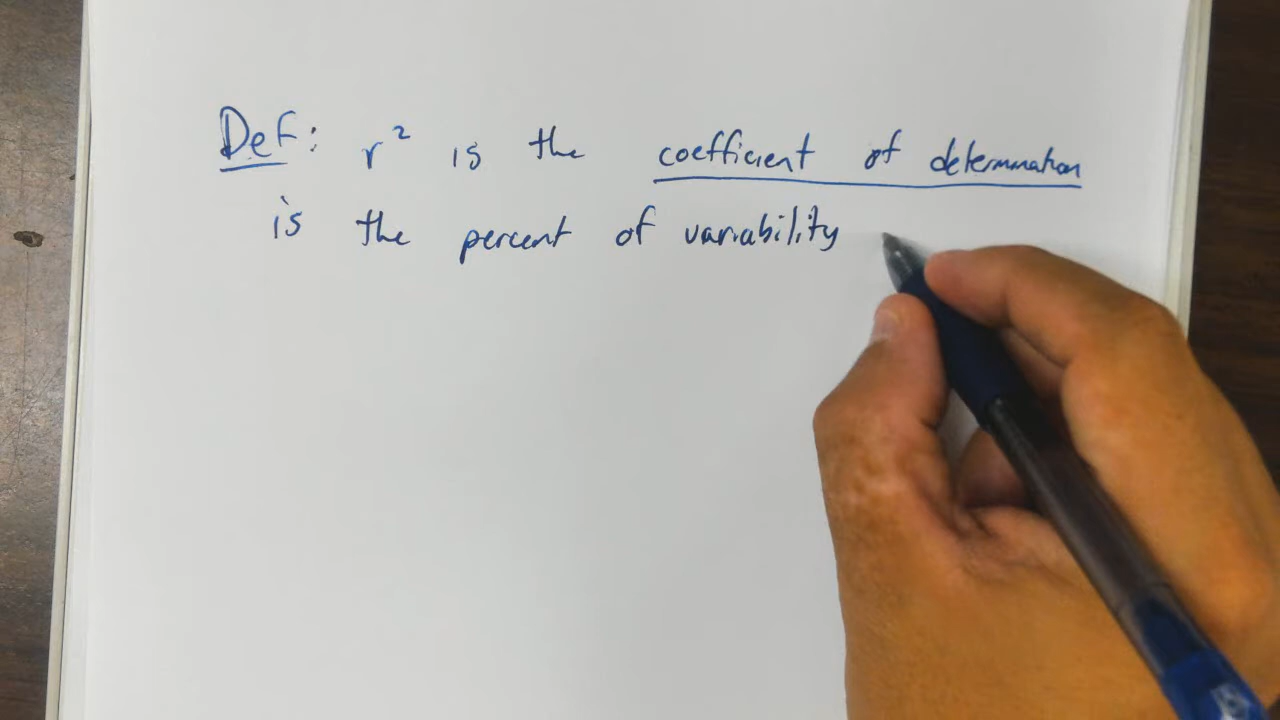 Def: r² is the coefficient of determination
is the percent of variability